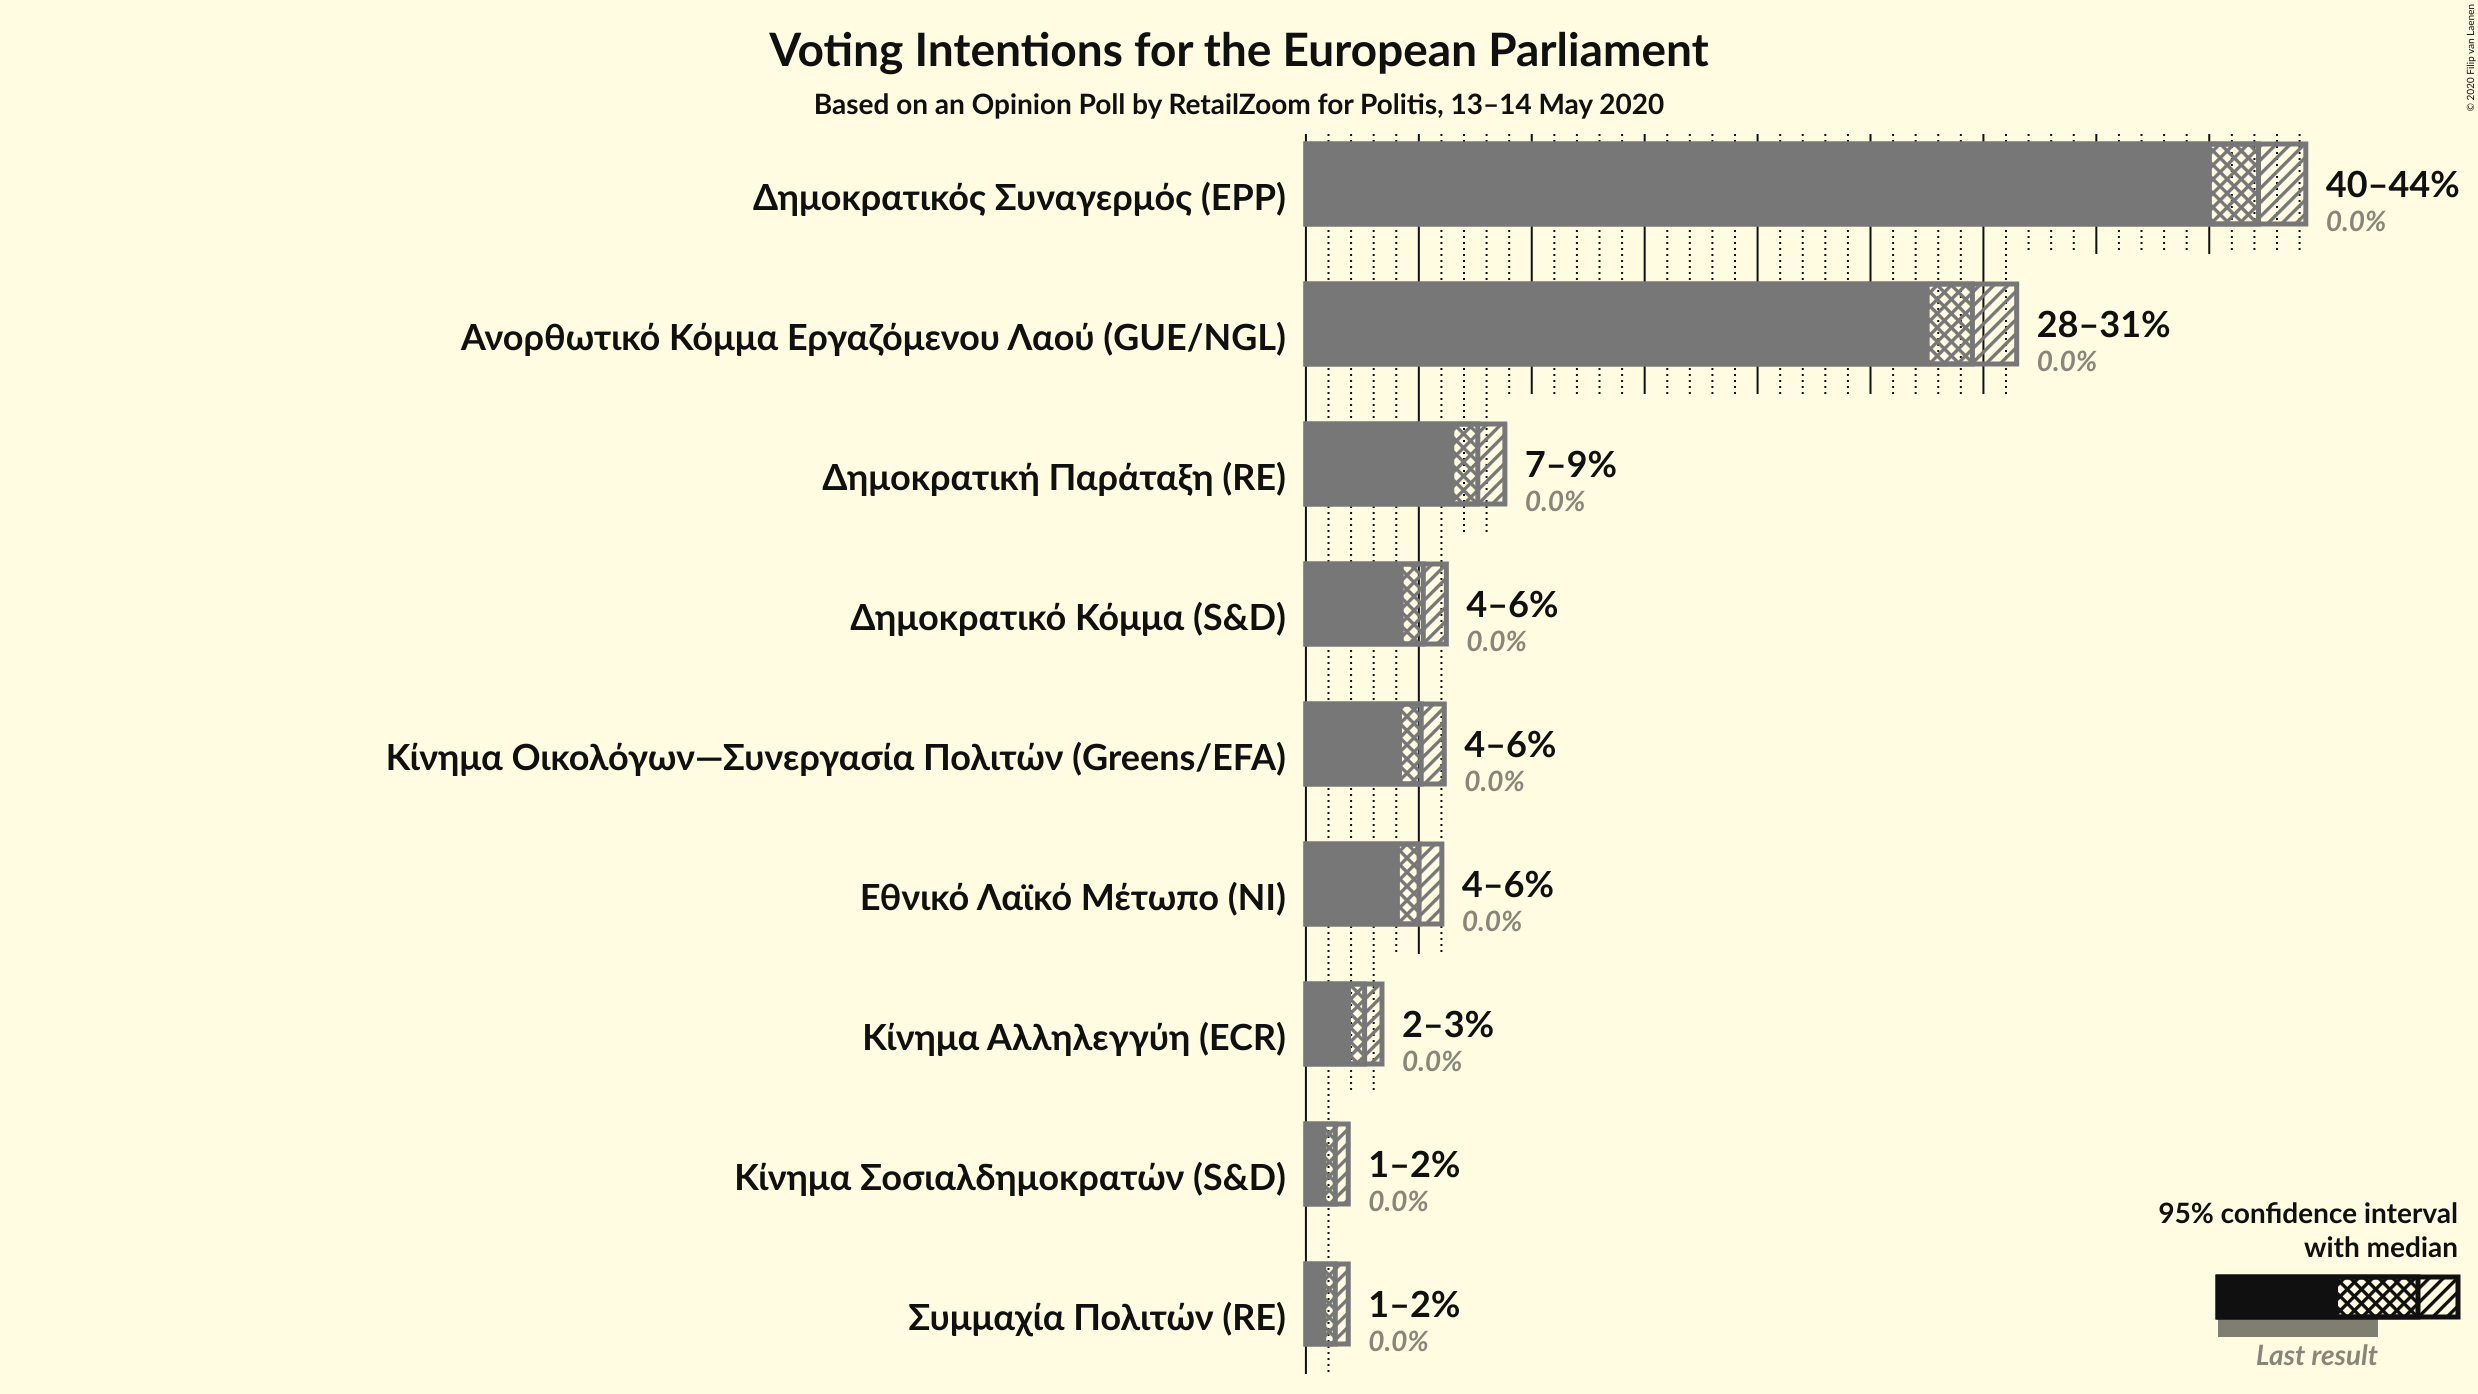 Voting Intentions for the European Parliament
Based on an Opinion Poll by RetailZoom for Politis, 13–14 May 2020
© 2020 Filip van Laenen
Δημοκρατικός Συναγερμός (EPP)
40–44%
0.0%
Ανορθωτικό Κόμμα Εργαζόμενου Λαού (GUE/NGL)
28–31%
0.0%
Δημοκρατική Παράταξη (RE)
7–9%
0.0%
Δημοκρατικό Κόμμα (S&D)
4–6%
0.0%
Κίνημα Οικολόγων—Συνεργασία Πολιτών (Greens/EFA)
4–6%
0.0%
Εθνικό Λαϊκό Μέτωπο (NI)
4–6%
0.0%
Κίνημα Αλληλεγγύη (ECR)
2–3%
0.0%
Κίνημα Σοσιαλδημοκρατών (S&D)
1–2%
0.0%
Συμμαχία Πολιτών (RE)
1–2%
0.0%
95% confidence interval
with median
Last result